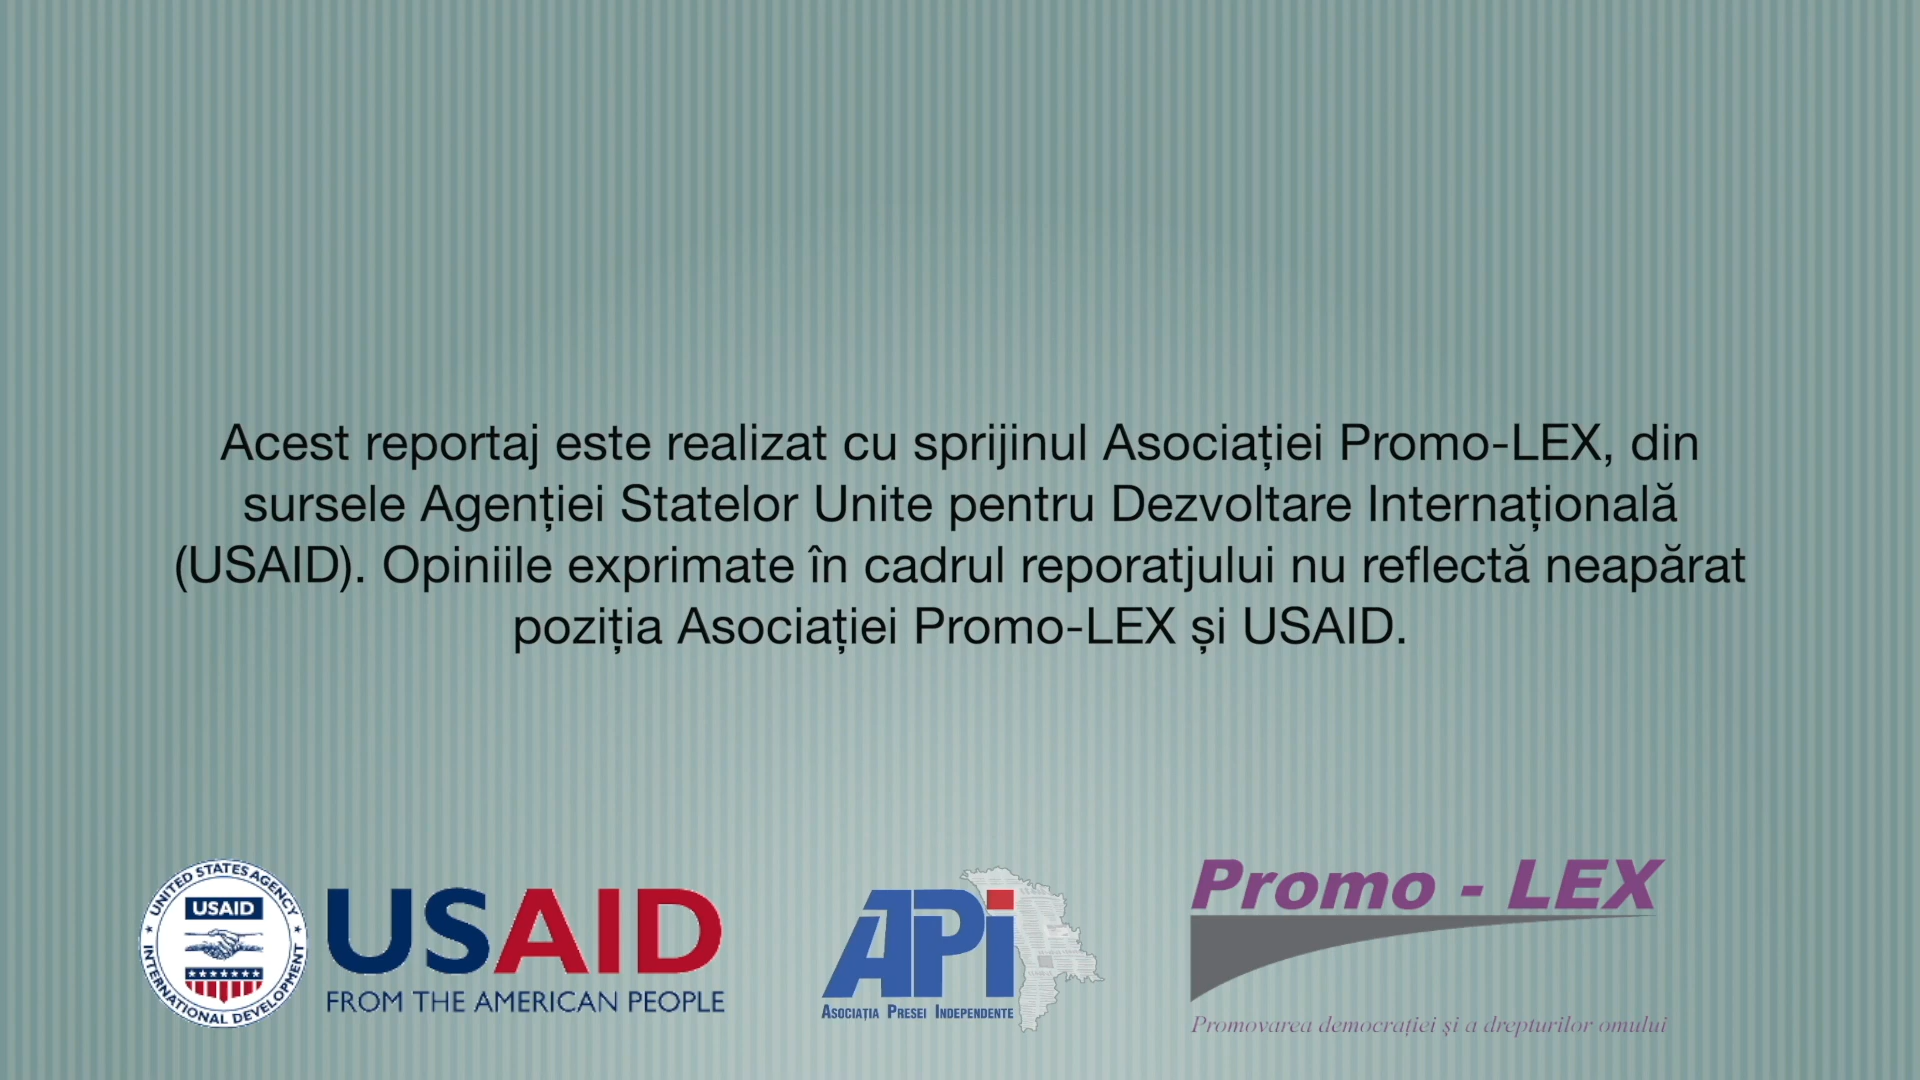 Acest reportaj este realizat cu sprijinul Asociației Promo-LEX, din
sursele Agenției Statelor Unite pentru Dezvoltare Internațională
(USAID). Opiniile exprimate în cadrul reporatjului nu reflectă neapărat
poziția Asociației Promo-LEX și USAID.
UNITED STATES AGENCY
USAID
INTERNATIONAL DEVELOPMENT
USAID
FROM THE AMERICAN PEOPLE
APi
ASOCIAȚIA PRESEI INDEPENDENTE
Promo - LEX
Promovarea democrației și a drepturilor omului